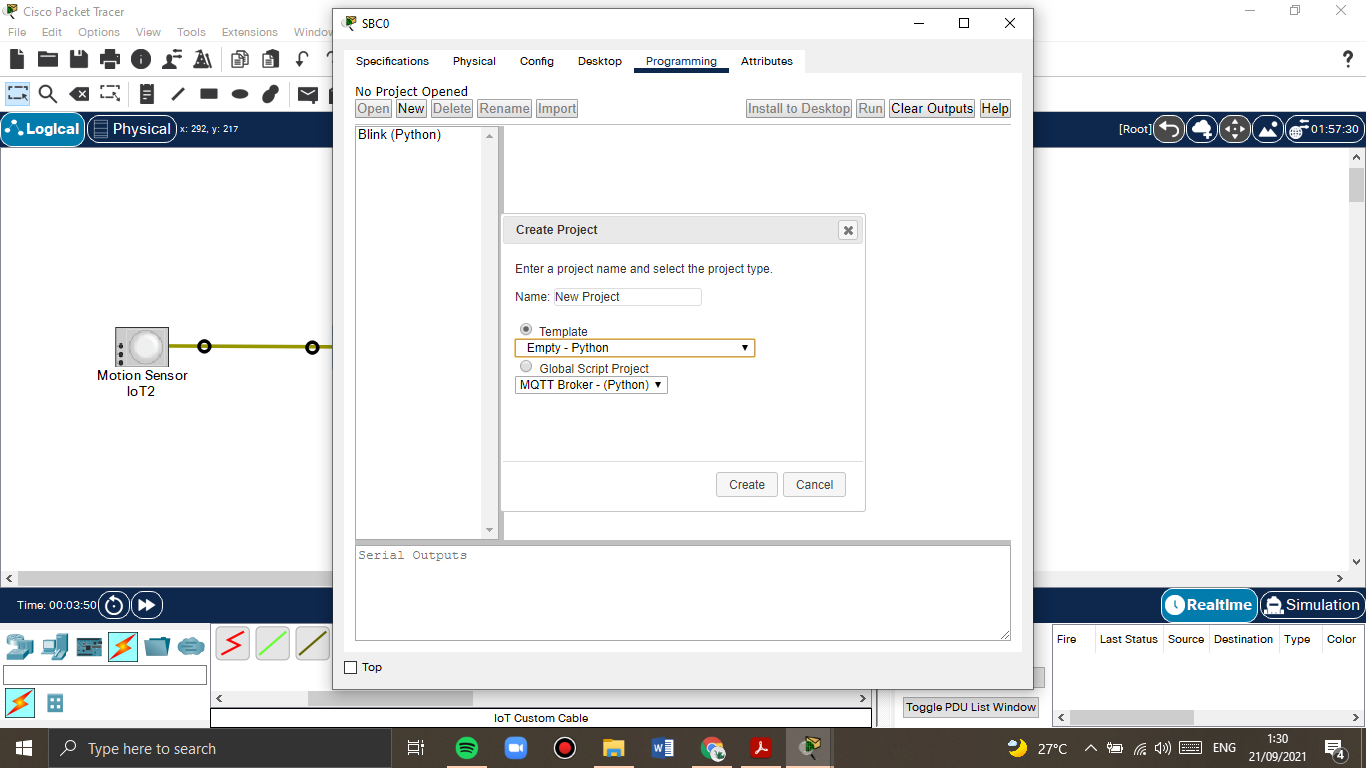 Cisco Packet Tracer
File Edit Options View Tools Extensions
SBC0
Specifications Physical Config Desktop Programming Attributes
No Project Opened
Open New Delete Rename Import Install to Desktop Run Clear Outputs Help
Logical Physical x: 292, y: 217
[Root] 01:57:30
Blink (Python)
Create Project
Enter a project name and select the project type.
Name: New Project
Template
Empty - Python
Global Script Project
MQTT Broker - (Python)
Create Cancel
Motion Sensor
IoT2
Serial Outputs
Time: 00:03:50
Realtime Simulation
Top
Fire Last Status Source Destination Type Color
Toggle PDU List Window
IoT Custom Cable
Type here to search
27°C ENG
1:30
21/09/2021
4